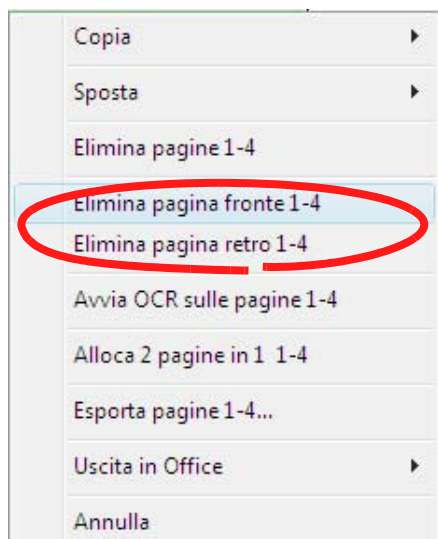 Copia
Sposta
Elimina pagine 1-4
Elimina pagina fronte 1-4
Elimina pagina retro 1-4
Avvia OCR sulle pagine 1-4
Alloca 2 pagine in 1 1-4
Esporta pagine 1-4...
Uscita in Office
Annulla